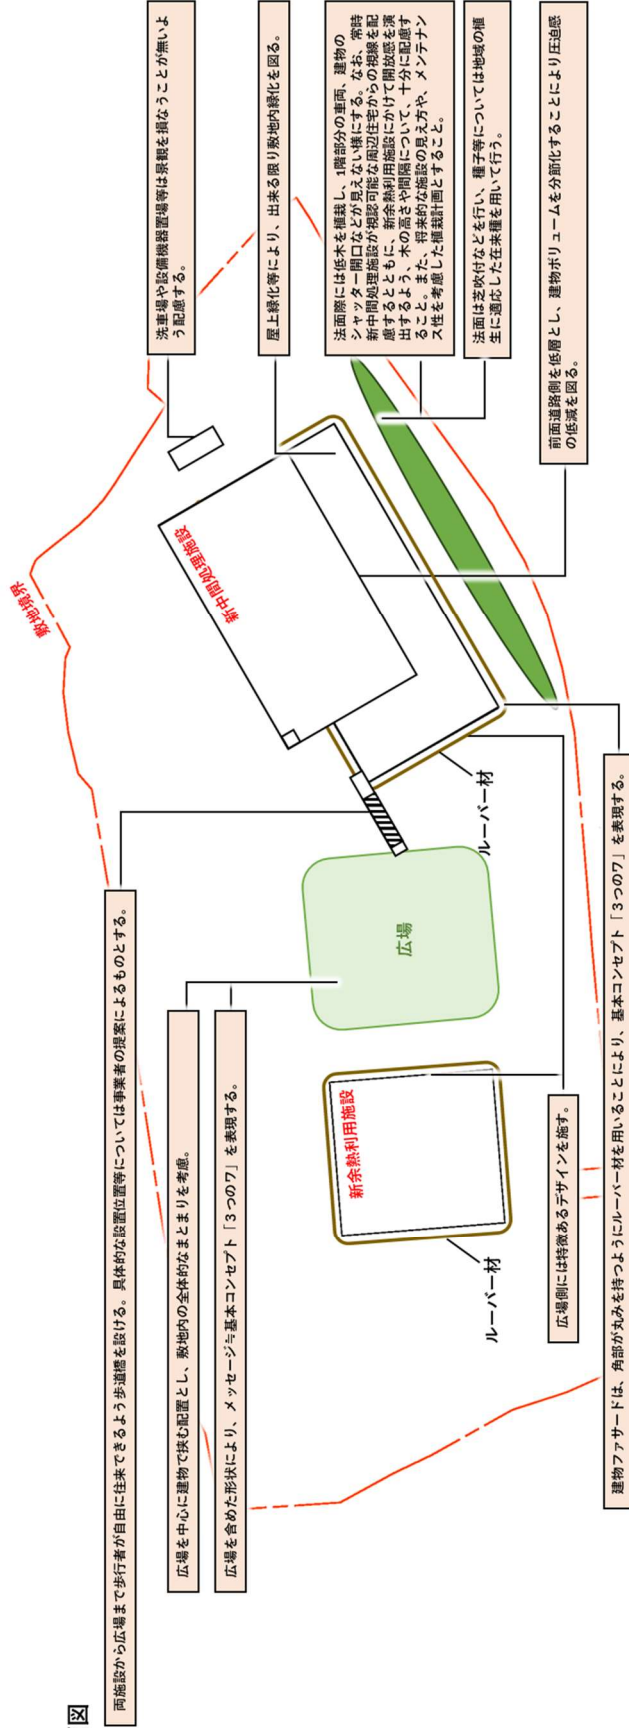 図
両施設から広場まで歩行者が自由に往来できるよう歩道橋を設ける。具体的な設置位置等については事業者の提案によるものとする。
広場を中心に建物で挟む配置とし、敷地内の全体的なまとまりを考慮。
広場を含めた形状により、メッセージ≒基本コンセプト「3つのワ」を表現する。
敷地境界
洗車場や設備機器置場等は景観を損なうことが無いよ
う配慮する。
屋上緑化等により、出来る限り敷地内緑化を図る。
法面際には低木を植栽し、1階部分の車両、建物の
シャッター開口などが見えない様にする。なお、常時
新中間処理施設が視認可能な周辺住宅からの視線を配
慮するとともに、新余熱利用施設にかけて開放感を演
出するよう、木の高さや間隔について、十分に配慮す
ること。また、将来的な施設の見え方や、メンテナン
ス性を考慮した植栽計画とすること。
法面は芝吹付などを行い、種子等については地域の植
生に適応した在来種を用いて行う。
前面道路側を低層とし、建物ボリュームを分節化することにより圧迫感
の低減を図る。
新中間処理施設
ルーバー材
広場
新余熱利用施設
ルーバー材
広場側には特徴あるデザインを施す。
建物ファサードは、角部が丸みを持つようにルーバー材を用いることにより、基本コンセプト「3つのワ」を表現する。